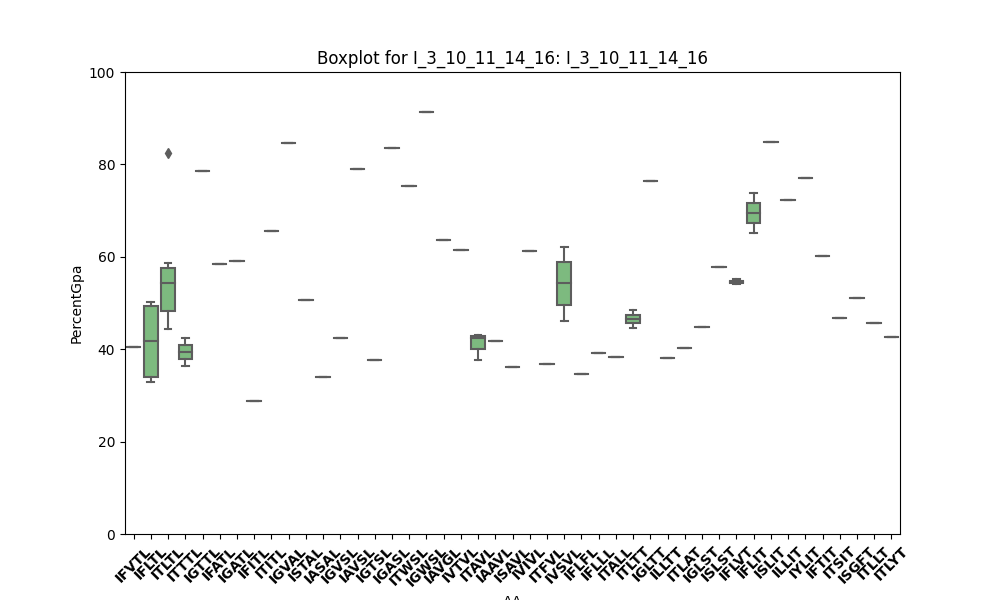 Boxplot for I_3_10_11_14_16: I_3_10_11_14_16
PercentGpa
100
80
60
40
20
0
IFVTL
IFLTL
ITLTL
ITTTL
IGTTL
IFATL
IGATL
IFITL
ITITL
IGVAL
ISTAL
IASAL
IGVSL
IAVSL
IGTSL
IGASL
ITWSL
IGWSL
IAVGL
IVTVL
ITAVL
IAAVL
ISAVL
IVIVL
ITFVL
IVSVL
IFLFL
IFLLL
ITALL
ITLTT
IGLTT
ILLTT
ITLAT
IGLST
ISLST
IFLVT
IFLIT
ISLIT
ILLIT
IYLIT
IFTIT
ITSIT
ISGFT
ITLLT
ITLYT